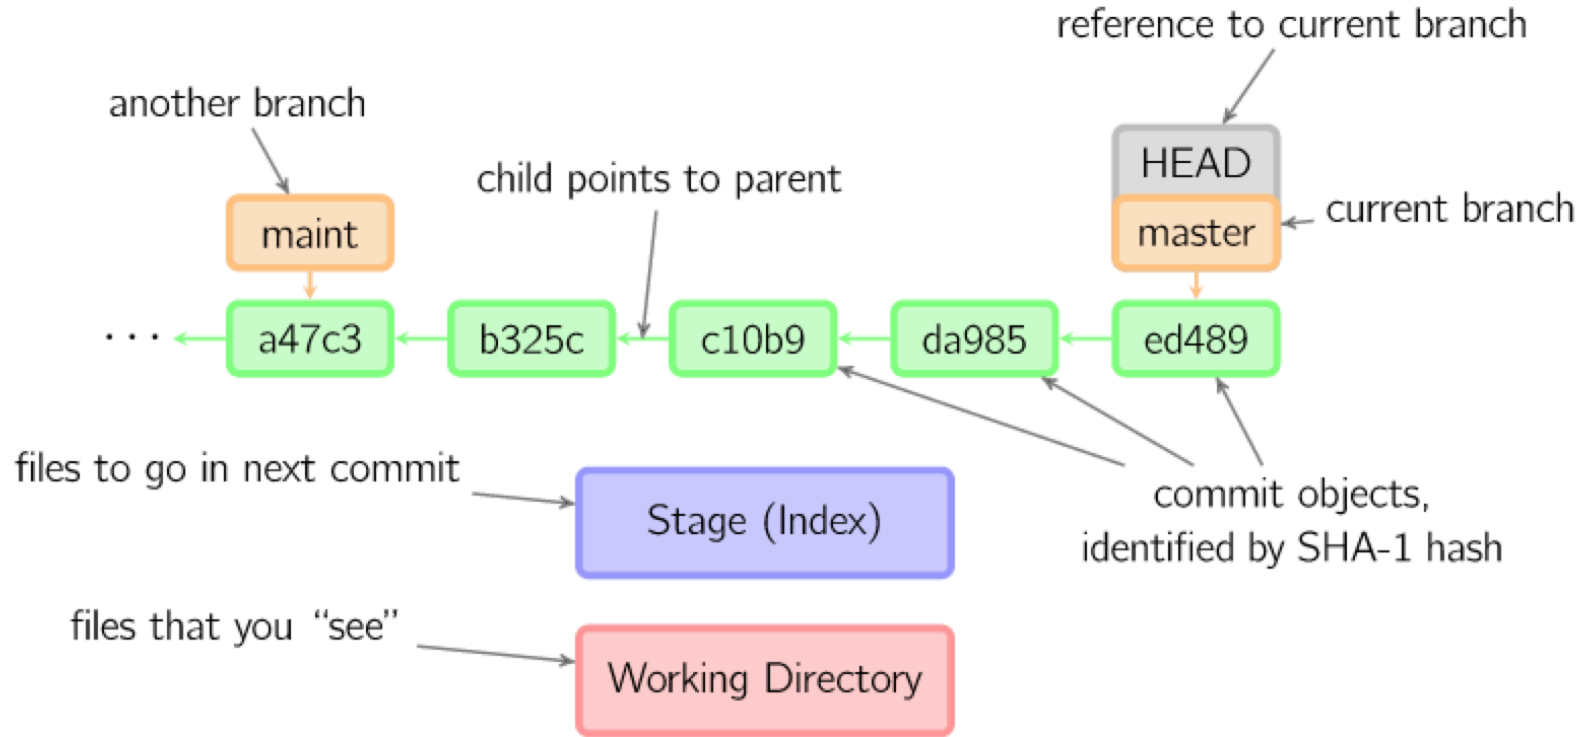 reference to current branch
another branch
HEAD
child points to parent
current branch
maint
master
· · ·
a47c3
b325c
c10b9
da985
ed489
files to go in next commit
commit objects,
identified by SHA-1 hash
Stage (Index)
files that you “see”
Working Directory